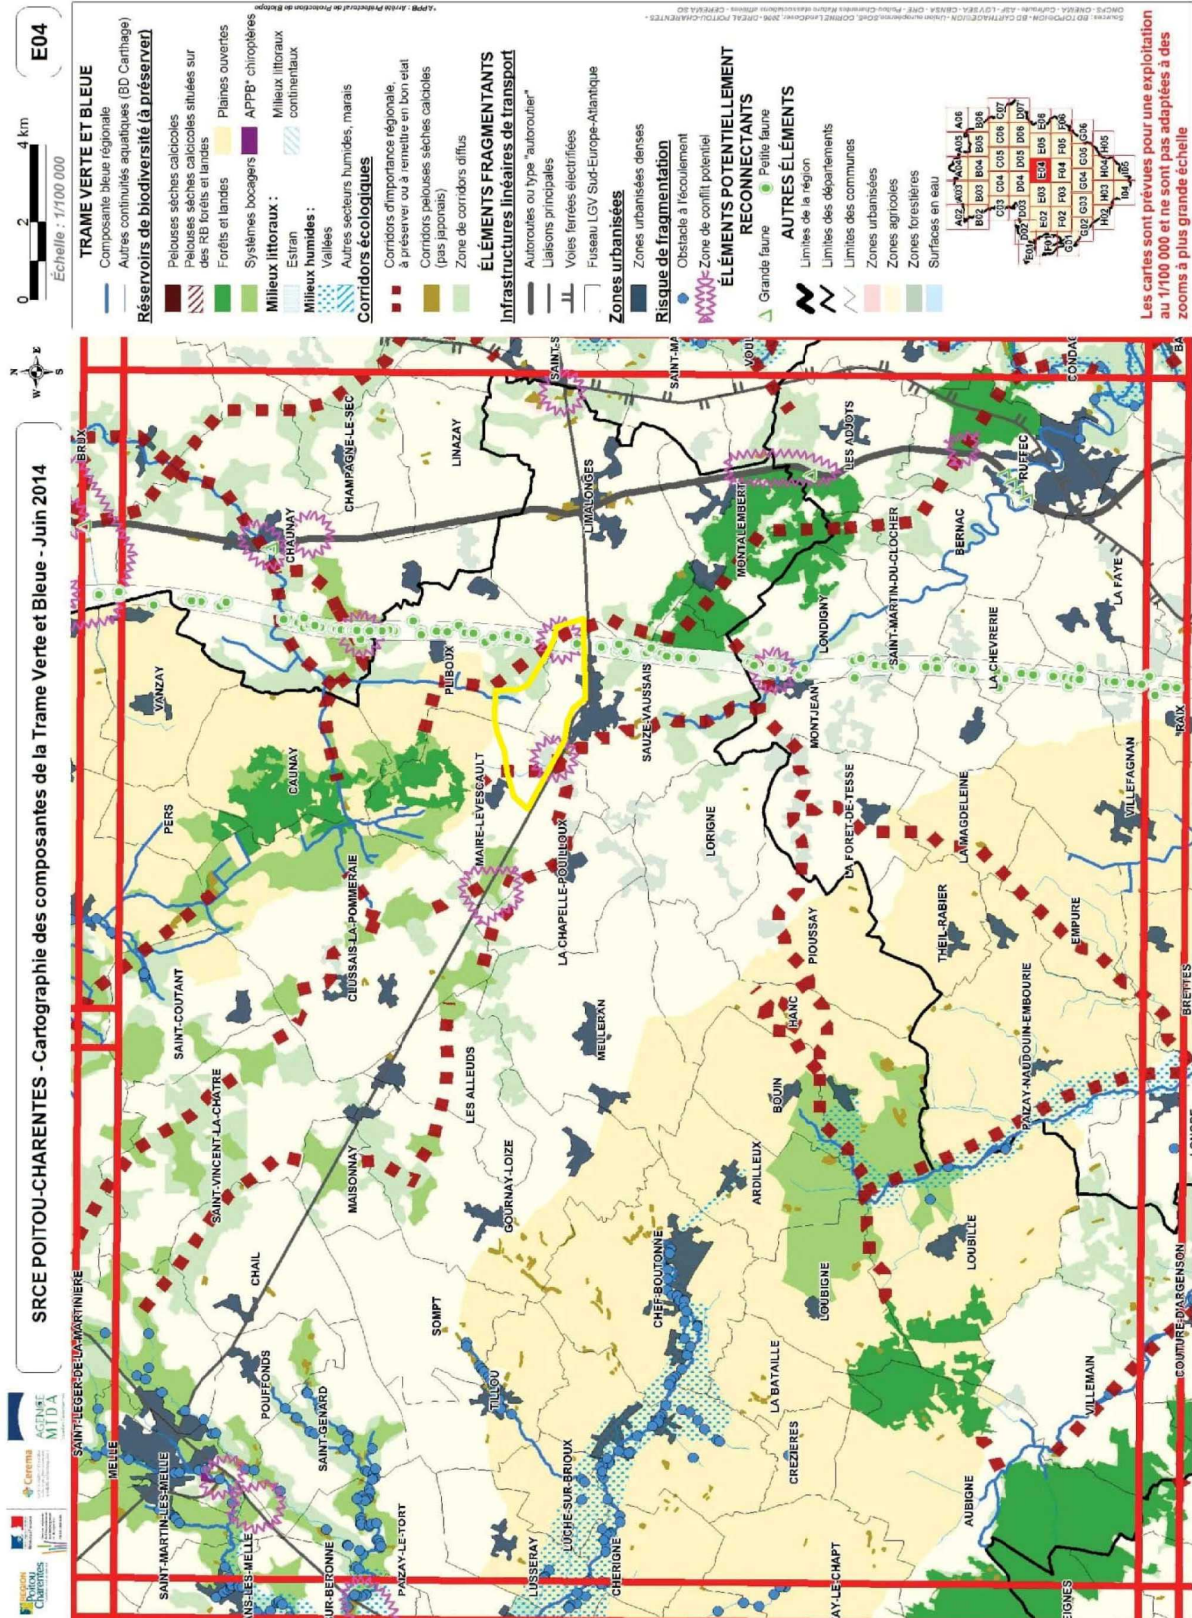 SRCE POITOU-CHARENTES - Cartographie des composantes de la Trame Verte et Bleue - Juin 2014
E04
0 2 4 km
Échelle : 1/100 000
REGION
Poitou
Charentes
Cerema
AGENSE
MTDA
N
W E
S
TRAME VERTE ET BLEUE
Composante bleue régionale
Autres continuités aquatiques (BD Carthage)
Réservoirs de biodiversité (à préserver)
Pelouses sèches calcicoles
Pelouses sèches calcicoles situées sur
des RB forêts et landes
Forêts et landes
Plaines ouvertes
Systèmes bocagers
APPB* chiroptères
Milieux littoraux :
Estran
Milieux littoraux
continentaux
Milieux humides :
Vallées
Autres secteurs humides, marais
Corridors écologiques
Corridors d'importance régionale,
à préserver ou à remettre en bon état
Corridors pelouses sèches calcicoles
(pas japonais)
Zone de corridors diffus
ÉLÉMENTS FRAGMENTANTS
Infrastructures linéaires de transport
Autoroutes ou type "autoroutier"
Liaisons principales
Voies ferrées électrifiées
Fuseau LGV Sud-Europe-Atlantique
Zones urbanisées
Zones urbanisées denses
Risque de fragmentation
Obstacle à l'écoulement
Zone de conflit potentiel
ÉLÉMENTS POTENTIELLEMENT
RECONNECTANTS
Grande faune
Petite faune
AUTRES ÉLÉMENTS
Limites de la région
Limites des départements
Limites des communes
Zones urbanisées
Zones agricoles
Zones forestières
Surfaces en eau
*APPB : Arrêté Préfectoral de Protection de Biotope
Les cartes sont prévues pour une exploitation
au 1/100 000 et ne sont pas adaptées à des
zooms à plus grande échelle
SAINT-LEGER-DE-LA-MARTINIERE
MELLE
SAINT-MARTIN-LES-MELLE
SAINT-VINCENT-LA-CHATRE
SAINT-COUTANT
PERS
VANZAY
BRUX
CHAUNAY
CHAMPAGNE-LE-SEC
LINAZAY
CAUNAY
CLUSSAIS-LA-POMMERAIE
PLIBOUX
CHAIL
POUFFONDS
SAINT-GENARD
PAIZAY-LE-TORT
MAISONNAY
LES ALLEUDS
MAIRE-LEVESCAULT
LA CHAPELLE-POUILLOUX
LIMALONGES
SAUZE-VAUSSAIS
SOMPT
GOURNAY-LOIZE
MELLERAN
TILLOU
LUSSERAY
LUCHE-SUR-BRIOUX
CHERIGNE
CHEF-BOUTONNE
LORIGNE
MONTALEMBERT
LES ADJOTS
LONDIGNY
MONTJEAN
SAINT-MARTIN-DU-CLOCHER
BERNAC
RUFFEC
LA FAYE
LA CHEVRERIE
RAIX
VILLEFAGNAN
LA FORET-DE-TESSE
LA MAGDELEINE
THEIL-RABIER
EMPURE
BRETTES
PIOUSSAY
HANC
BOUIN
ARDILLEUX
PAIZAY-NAUDOUIN-EMBOURIE
LOUBIGNE
LOUBILLE
LA BATAILLE
CREZIERES
AUBIGNE
VILLEMAIN
COUTURE-D'ARGENSON